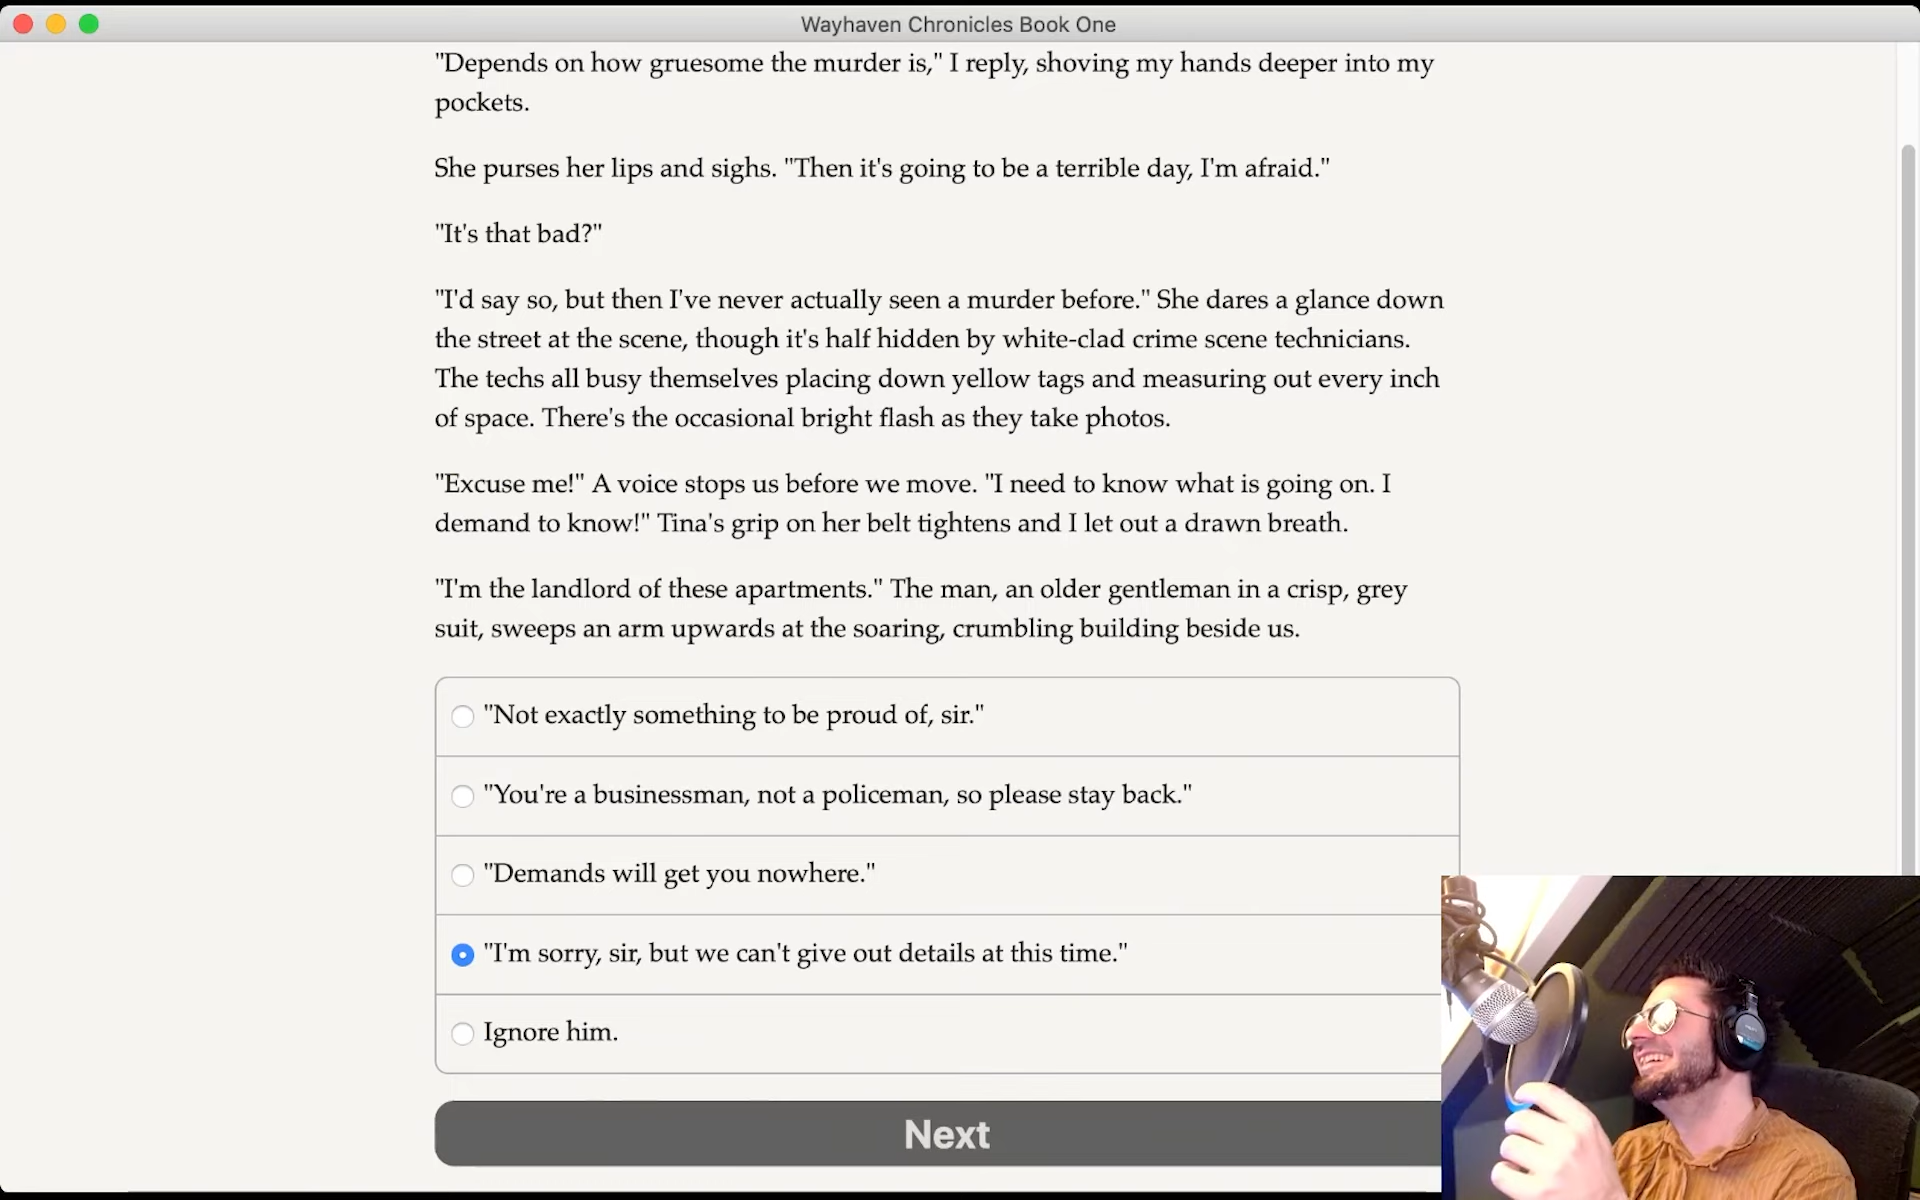 Wayhaven Chronicles Book One
"Depends on how gruesome the murder is," I reply, shoving my hands deeper into my
pockets.
She purses her lips and sighs. "Then it's going to be a terrible day, I'm afraid."
"It's that bad?"
"I'd say so, but then I've never actually seen a murder before." She dares a glance down
the street at the scene, though it's half hidden by white-clad crime scene technicians.
The techs all busy themselves placing down yellow tags and measuring out every inch
of space. There's the occasional bright flash as they take photos.
"Excuse me!" A voice stops us before we move. "I need to know what is going on. I
demand to know!" Tina's grip on her belt tightens and I let out a drawn breath.
"I'm the landlord of these apartments." The man, an older gentleman in a crisp, grey
suit, sweeps an arm upwards at the soaring, crumbling building beside us.
"Not exactly something to be proud of, sir."
"You're a businessman, not a policeman, so please stay back."
"Demands will get you nowhere."
"I'm sorry, sir, but we can't give out details at this time."
Ignore him.
Next